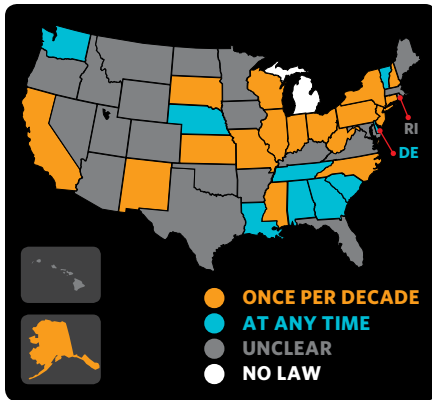 RI
DE
ONCE PER DECADE
AT ANY TIME
UNCLEAR
NO LAW